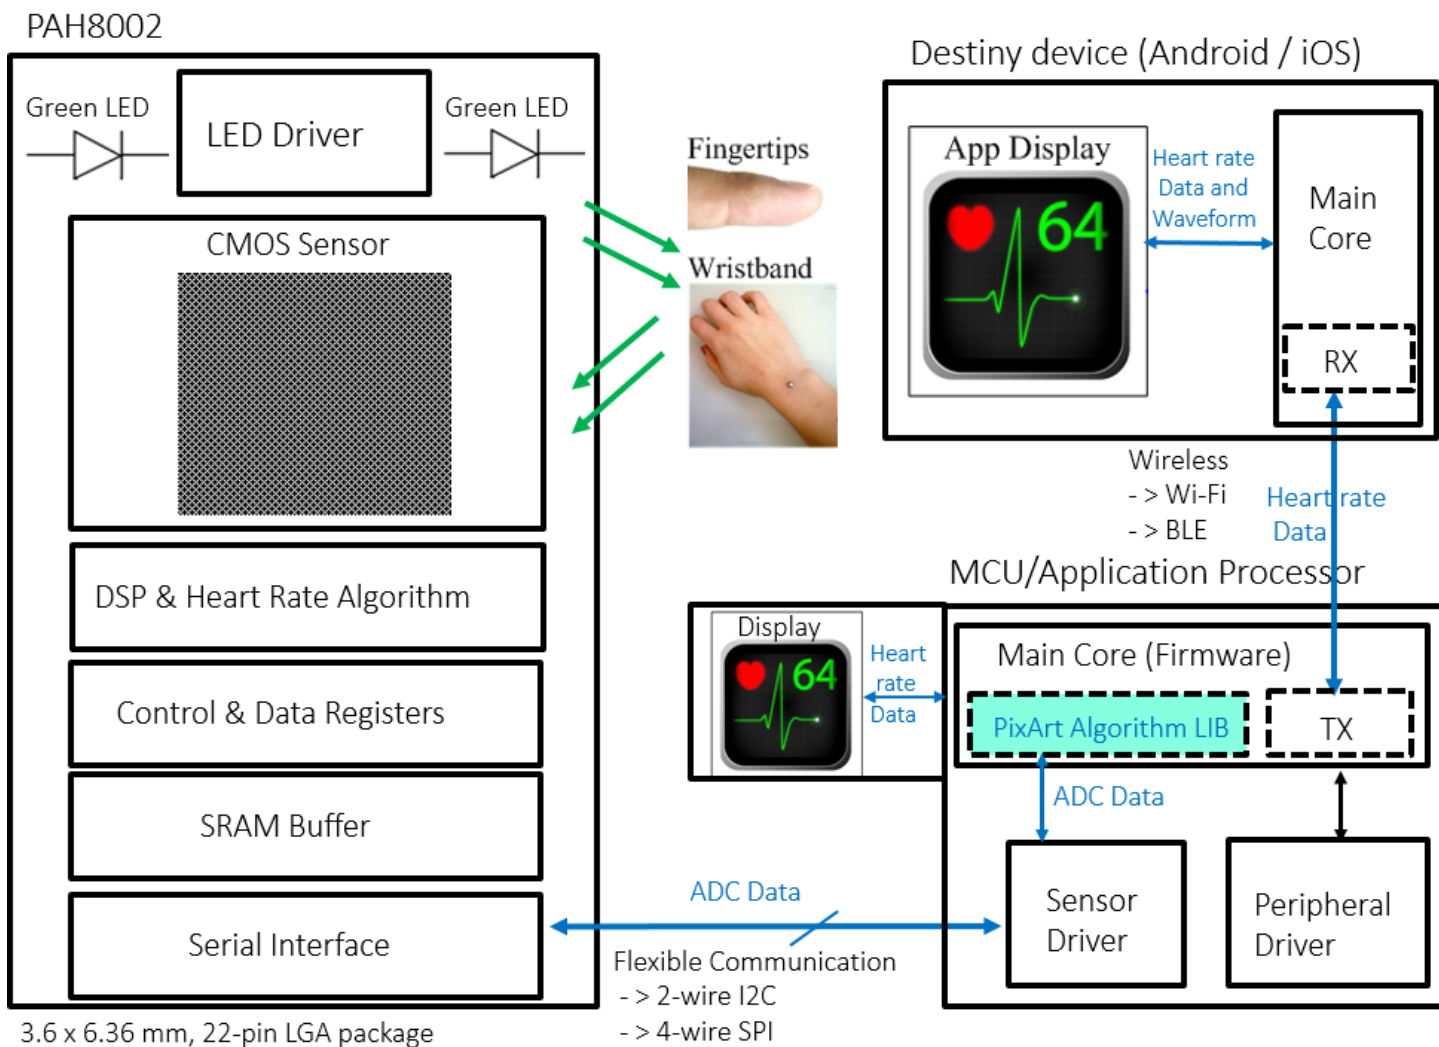 PAH8002
Green LED
LED Driver
Green LED
CMOS Sensor
DSP & Heart Rate Algorithm
Control & Data Registers
SRAM Buffer
Serial Interface
3.6 x 6.36 mm, 22-pin LGA package
Fingertips
Wristband
Destiny device (Android / iOS)
App Display
64
Heart rate
Data and
Waveform
Main
Core
RX
Wireless
- > Wi-Fi
- > BLE
Heart rate
Data
MCU/Application Processor
Display
64
Heart
rate
Data
Main Core (Firmware)
PixArt Algorithm LIB
TX
ADC Data
Sensor
Driver
Peripheral
Driver
ADC Data
Flexible Communication
- > 2-wire I2C
- > 4-wire SPI